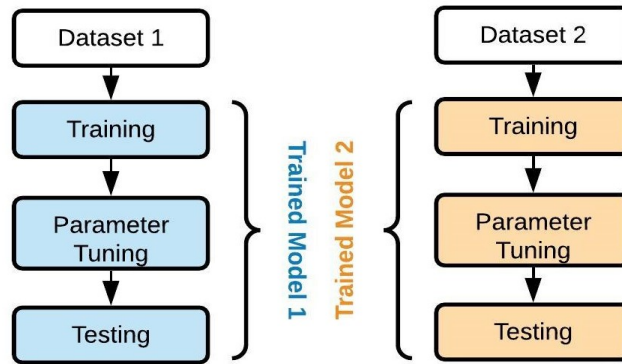 Dataset 1
Training
Parameter
Tuning
Testing
Trained Model 1
Trained Model 2
Dataset 2
Training
Parameter
Tuning
Testing